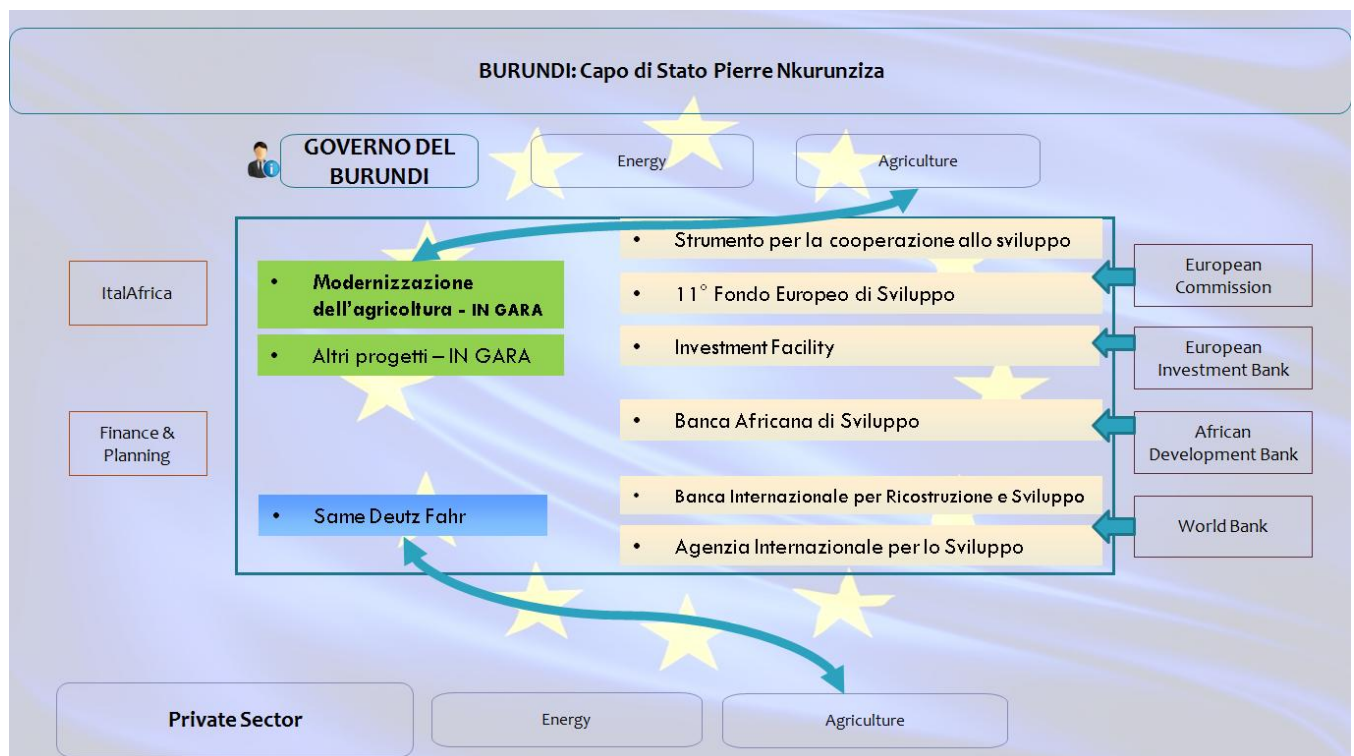 BURUNDI: Capo di Stato Pierre Nkurunziza
GOVERNO DEL
BURUNDI
Energy
Agriculture
ItalAfrica
Finance &
Planning
• Modernizzazione
dell’agricoltura - IN GARA
• Altri progetti – IN GARA
• Same Deutz Fahr
• Strumento per la cooperazione allo sviluppo
• 11° Fondo Europeo di Sviluppo
• Investment Facility
• Banca Africana di Sviluppo
• Banca Internazionale per Ricostruzione e Sviluppo
• Agenzia Internazionale per lo Sviluppo
European
Commission
European
Investment Bank
African
Development Bank
World Bank
Private Sector
Energy
Agriculture